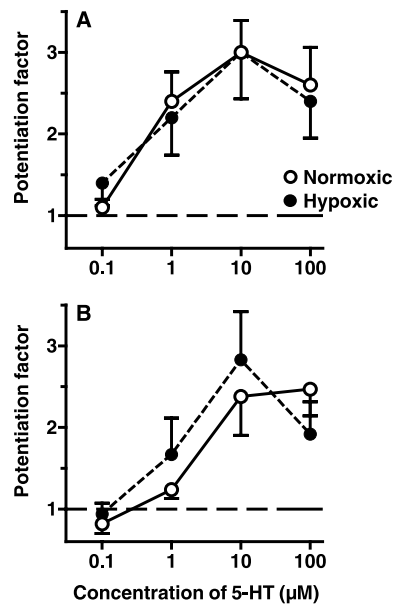 A
Potentiation factor
3
2
1
Normoxic
Hypoxic
0.1 1 10 100
B
Potentiation factor
3
2
1
0.1 1 10 100
Concentration of 5-HT (µM)